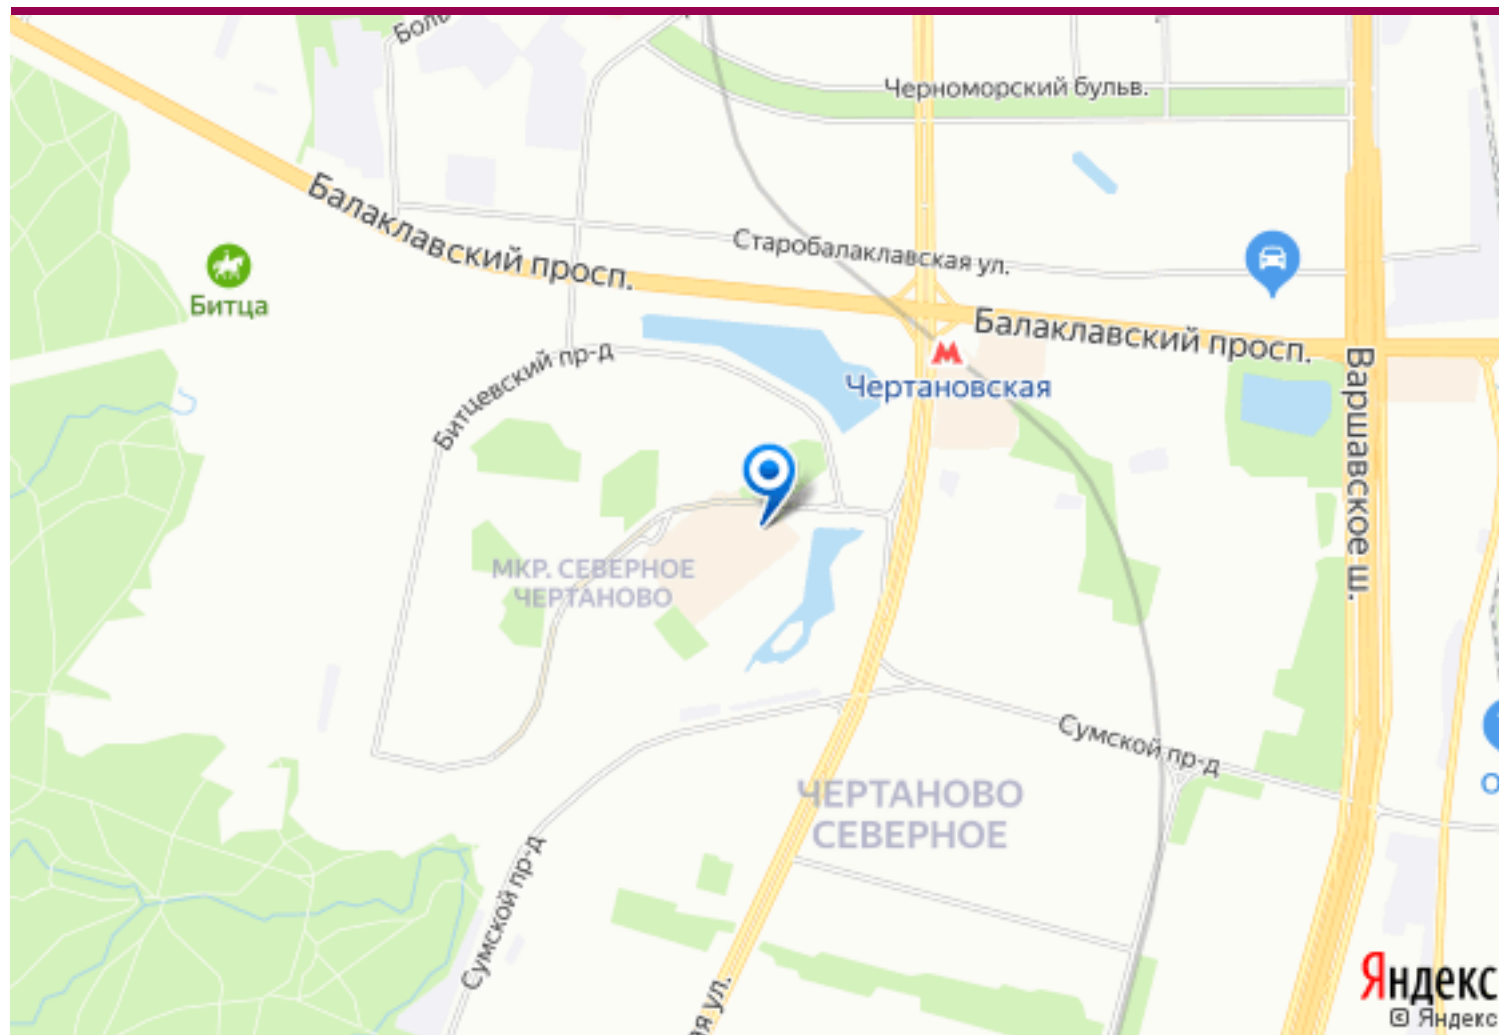 Черноморский бульв.
Балаклавский просп.
Старобалаклавская ул.
Битца
Балаклавский просп.
Битцевский пр-д
Чертановская
Варшавское ш.
МКР. СЕВЕРНОЕ
ЧЕРТАНОВО
Сумской пр-д
ЧЕРТАНОВО
СЕВЕРНОЕ
Сумской пр-д
ул.
Яндекс
© Яндекс